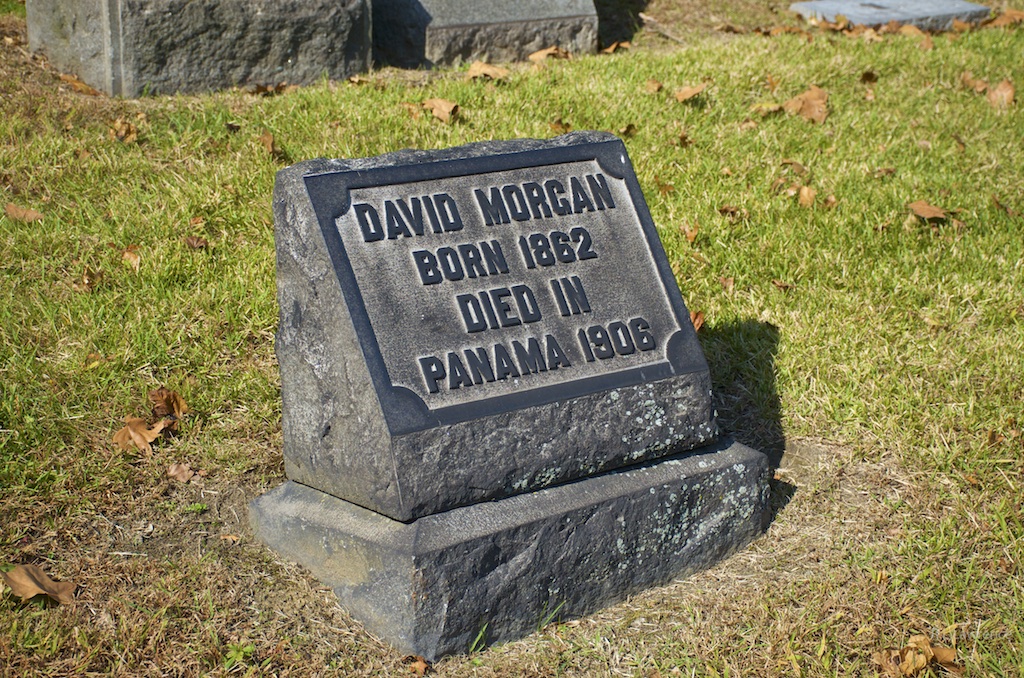 DAVID MORGAN
BORN 1862
DIED IN
PANAMA 1906